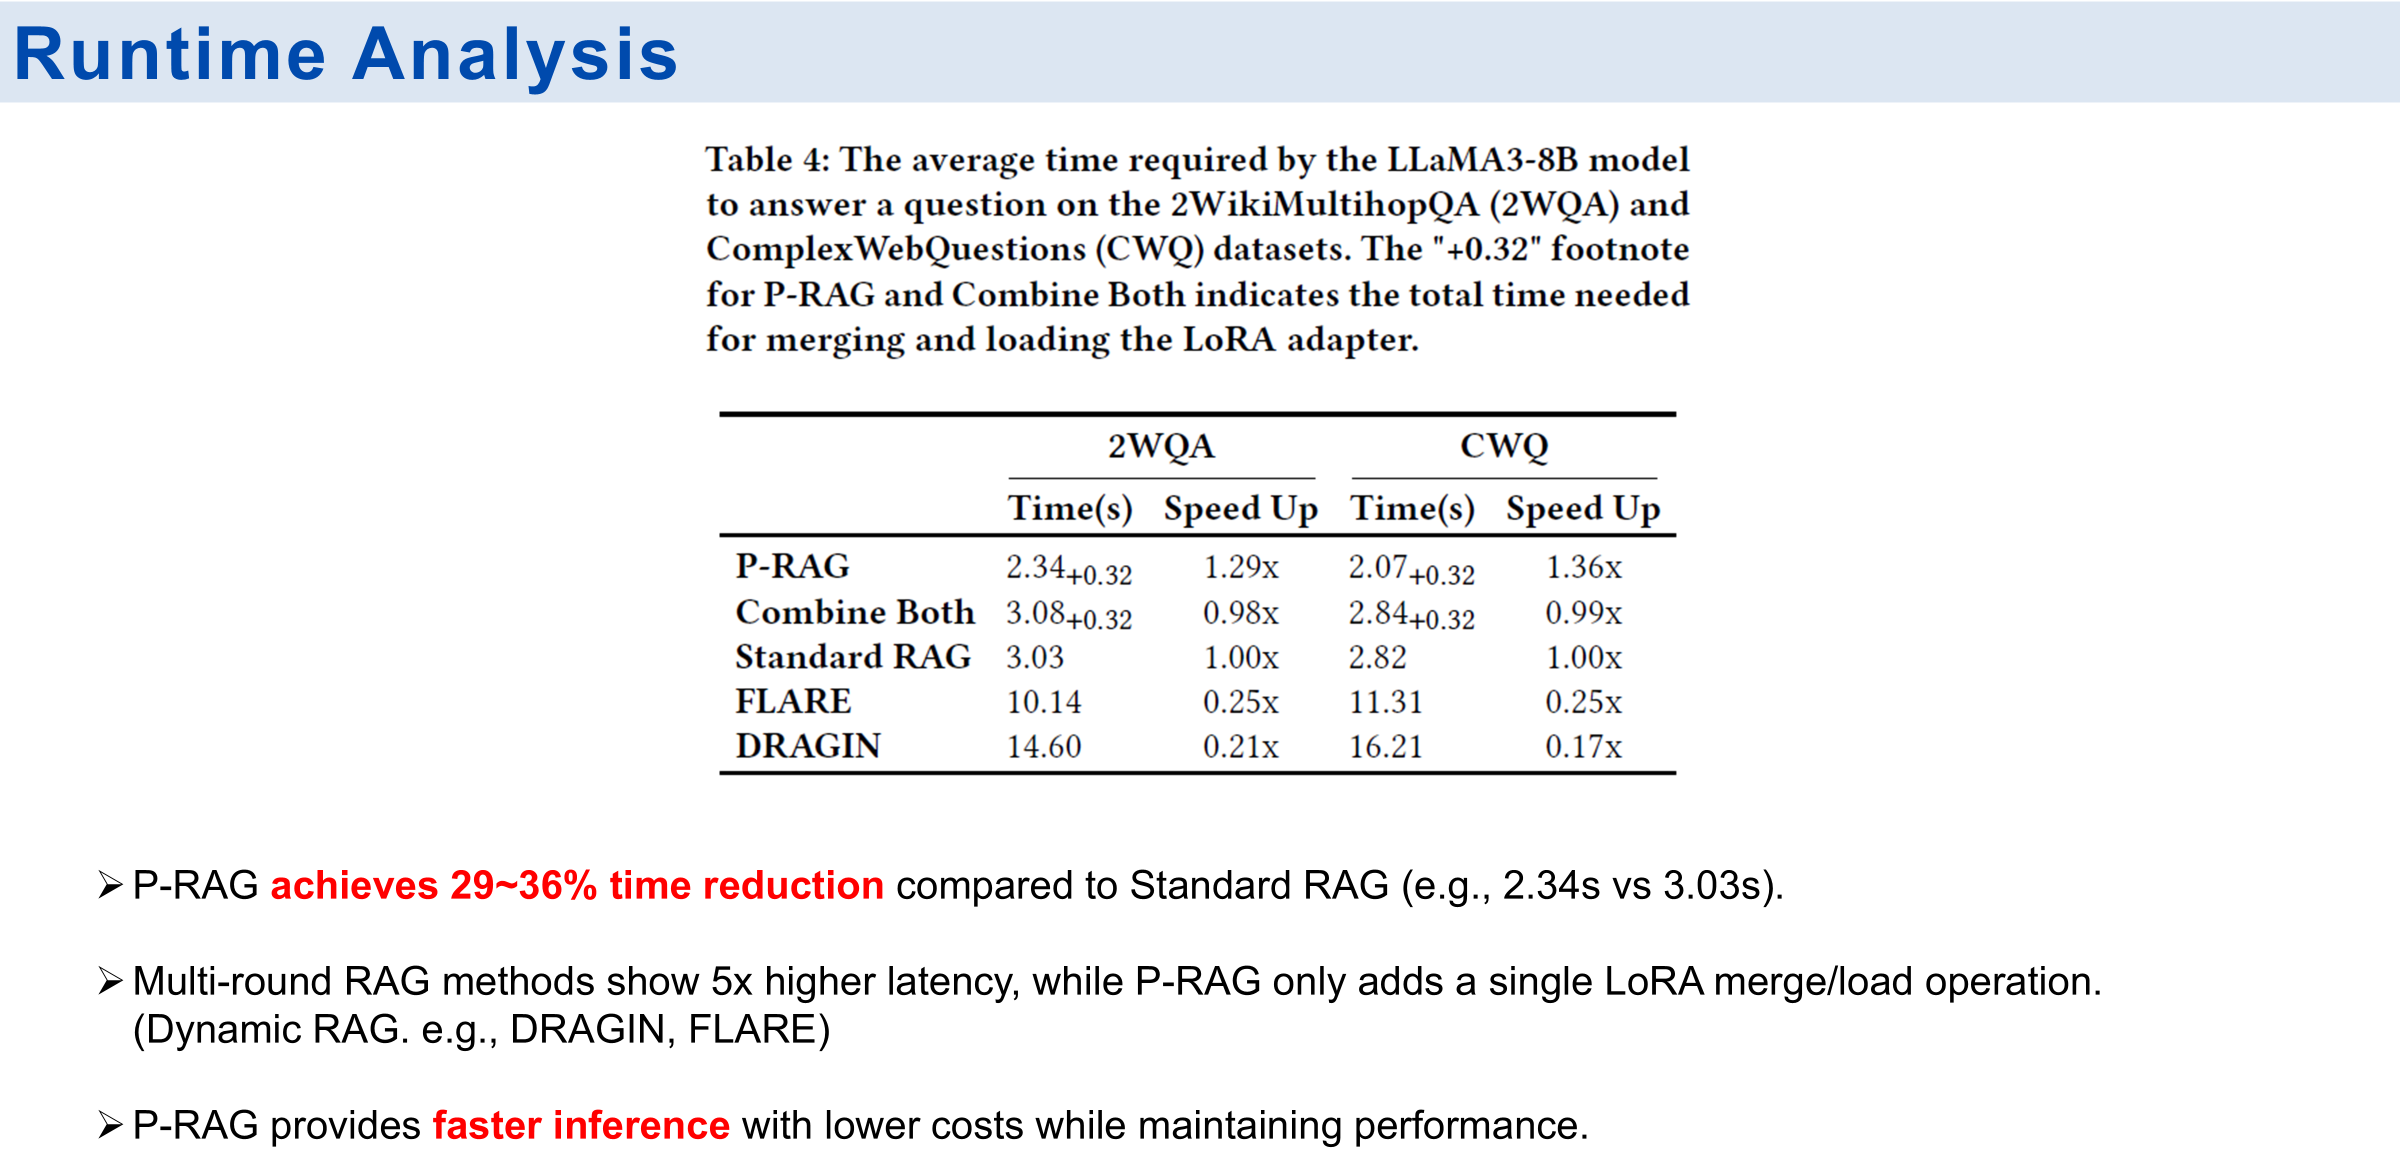 Runtime Analysis
Table 4: The average time required by the LLaMA3-8B model
to answer a question on the 2WikiMultihopQA (2WQA) and
ComplexWebQuestions (CWQ) datasets. The "+0.32" footnote
for P-RAG and Combine Both indicates the total time needed
for merging and loading the LoRA adapter.
2WQA CWQ
Time(s) Speed Up Time(s) Speed Up
P-RAG 2.34+0.32 1.29x 2.07+0.32 1.36x
Combine Both 3.08+0.32 0.98x 2.84+0.32 0.99x
Standard RAG 3.03 1.00x 2.82 1.00x
FLARE 10.14 0.25x 11.31 0.25x
DRAGIN 14.60 0.21x 16.21 0.17x
➢ P-RAG achieves 29~36% time reduction compared to Standard RAG (e.g., 2.34s vs 3.03s).
➢ Multi-round RAG methods show 5x higher latency, while P-RAG only adds a single LoRA merge/load operation.
(Dynamic RAG. e.g., DRAGIN, FLARE)
➢ P-RAG provides faster inference with lower costs while maintaining performance.